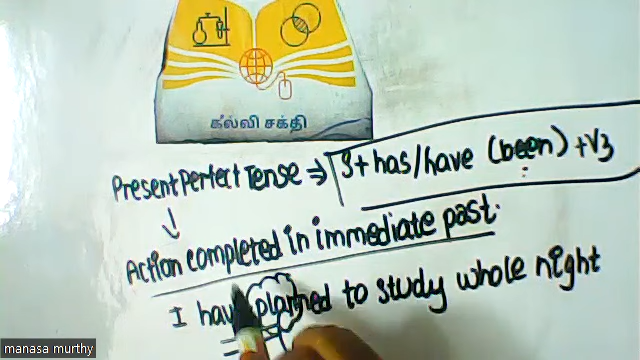 கல்வி சக்தி
Present Perfect Tense ⇒ S + has/have (been) + V3
↓
Action completed in immediate past.
I have planned to study whole night
manasa murthy